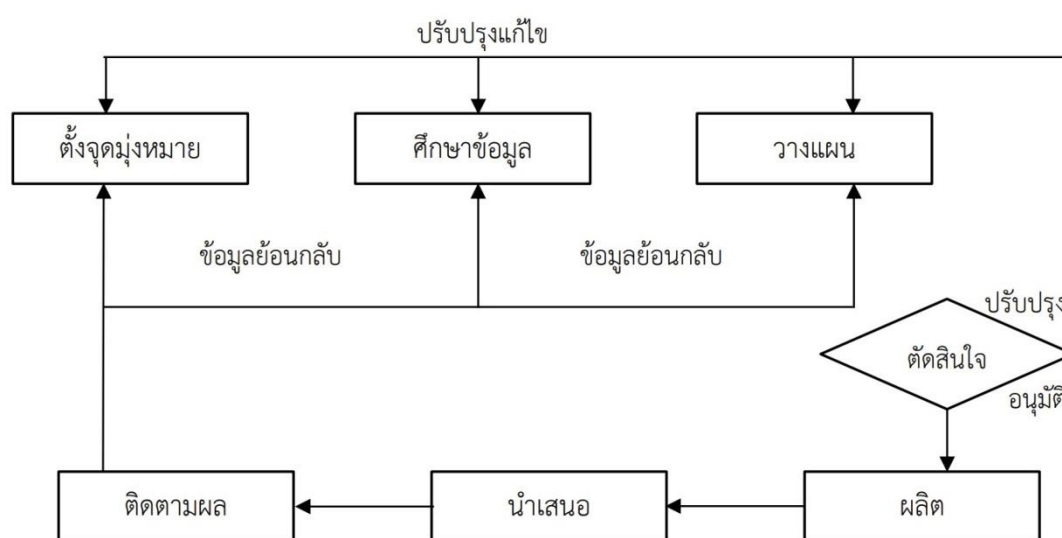 ปรับปรุงแก้ไข
ตั้งจุดมุ่งหมาย
ศึกษาข้อมูล
วางแผน
ข้อมูลย้อนกลับ
ข้อมูลย้อนกลับ
ปรับปรุง
ตัดสินใจ
อนุมัติ
ติดตามผล
นำเสนอ
ผลิต